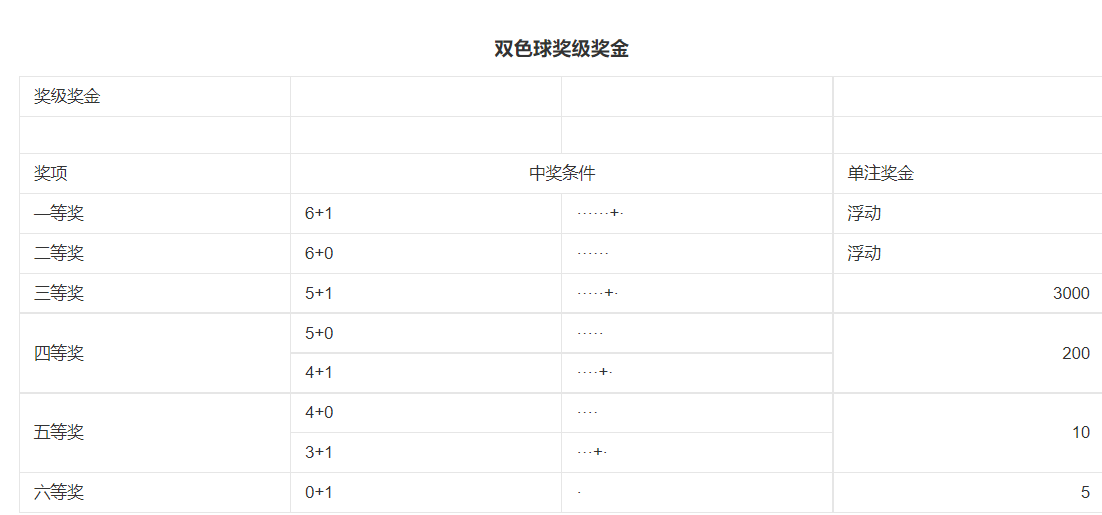 双色球奖级奖金
奖级奖金
奖项 中奖条件 单注奖金
一等奖 6+1 ······+· 浮动
二等奖 6+0 ······ 浮动
三等奖 5+1 ·····+· 3000
四等奖 5+0 ····· 200
4+1 ····+·
五等奖 4+0 ···· 10
3+1 ···+·
六等奖 0+1 · 5